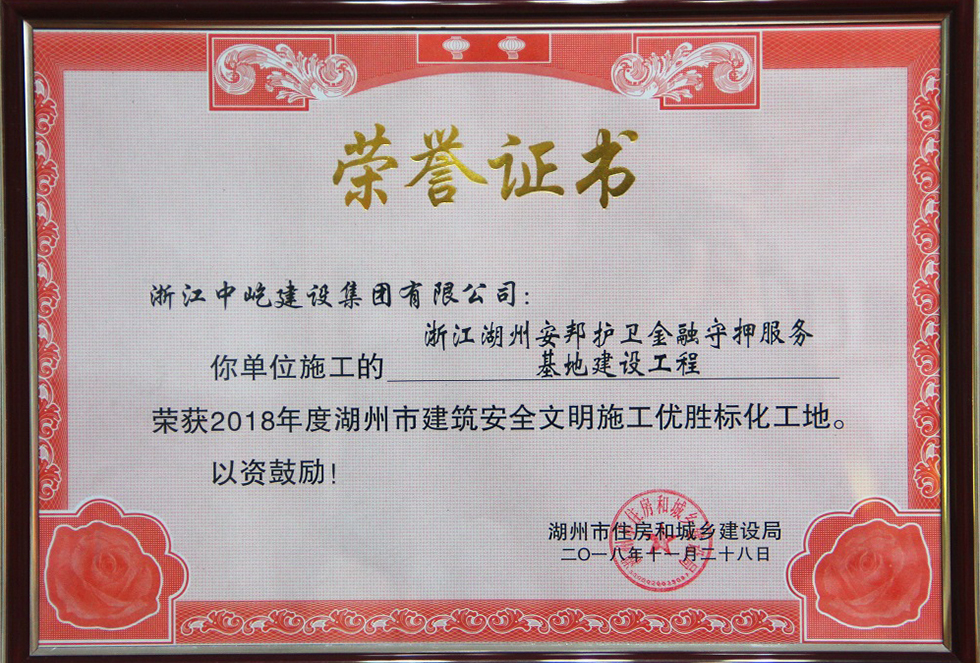 荣誉证书
浙江中屹建设集团有限公司:
浙江湖州安邦护卫金融守押服务
你单位施工的
基地建设工程
荣获2018年度湖州市建筑安全文明施工优胜标化工地。
以资鼓励!
湖州市住房和城乡建设局
二〇一八年十一月二十八日